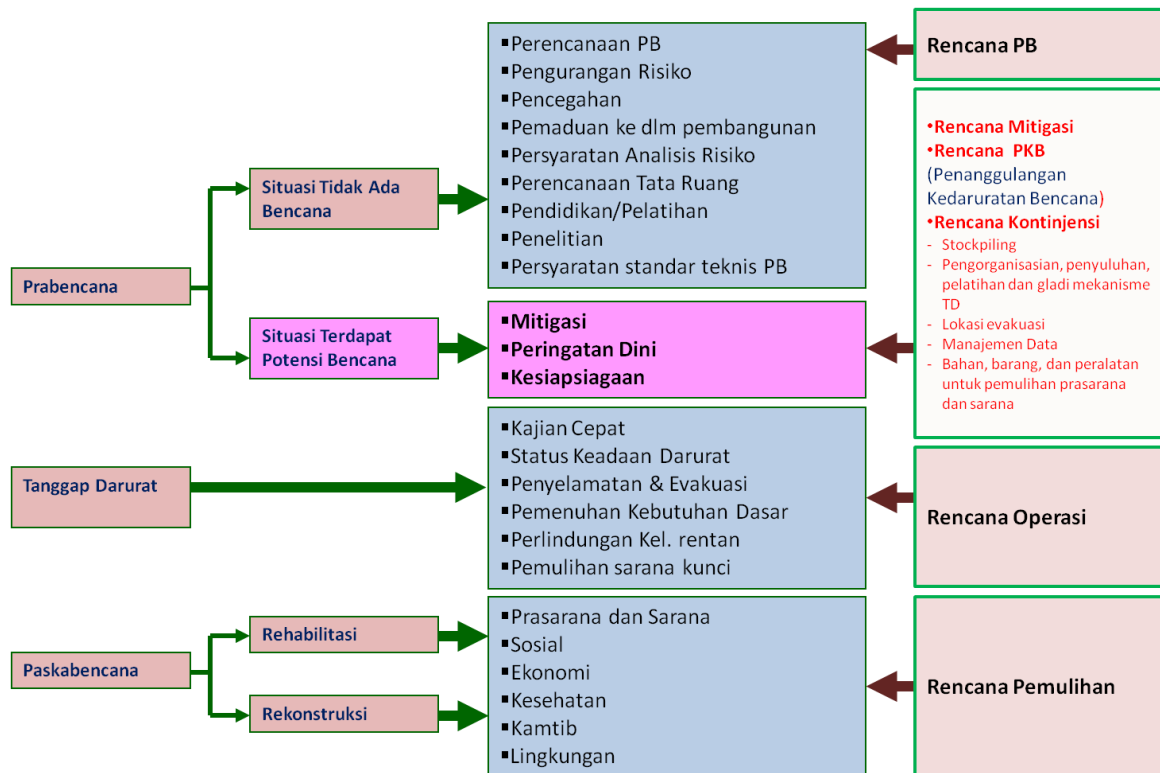 Prabencana
Situasi Tidak Ada
Bencana
▪Perencanaan PB
▪Pengurangan Risiko
▪Pencegahan
▪Pemaduan ke dlm pembangunan
▪Persyaratan Analisis Risiko
▪Perencanaan Tata Ruang
▪Pendidikan/Pelatihan
▪Penelitian
▪Persyaratan standar teknis PB
Rencana PB
Situasi Terdapat
Potensi Bencana
▪Mitigasi
▪Peringatan Dini
▪Kesiapsiagaan
•Rencana Mitigasi
•Rencana PKB
(Penanggulangan
Kedaruratan Bencana)
•Rencana Kontinjensi
- Stockpiling
- Pengorganisasian, penyuluhan,
pelatihan dan gladi mekanisme
TD
- Lokasi evakuasi
- Manajemen Data
- Bahan, barang, dan peralatan
untuk pemulihan prasarana
dan sarana
Tanggap Darurat
▪Kajian Cepat
▪Status Keadaan Darurat
▪Penyelamatan & Evakuasi
▪Pemenuhan Kebutuhan Dasar
▪Perlindungan Kel. rentan
▪Pemulihan sarana kunci
Rencana Operasi
Paskabencana
Rehabilitasi
Rekonstruksi
▪Prasarana dan Sarana
▪Sosial
▪Ekonomi
▪Kesehatan
▪Kamtib
▪Lingkungan
Rencana Pemulihan